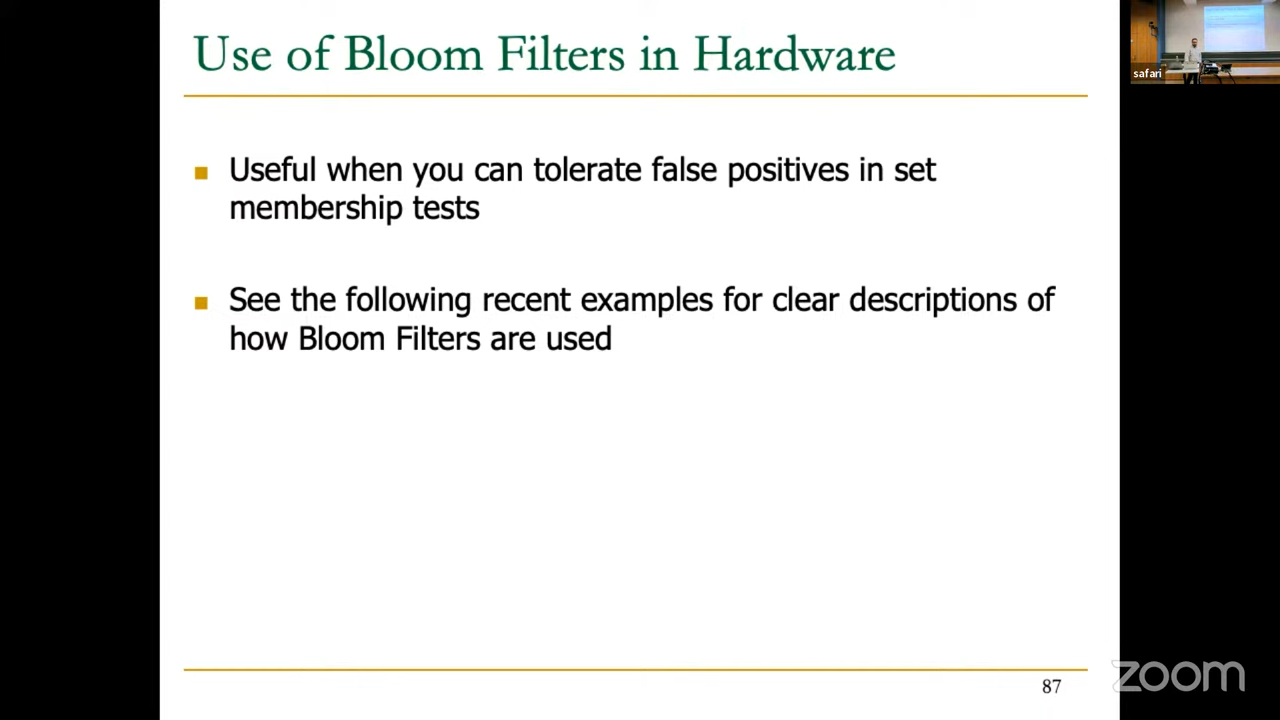 Use of Bloom Filters in Hardware
safari
Useful when you can tolerate false positives in set
membership tests
See the following recent examples for clear descriptions of
how Bloom Filters are used
87
zoom